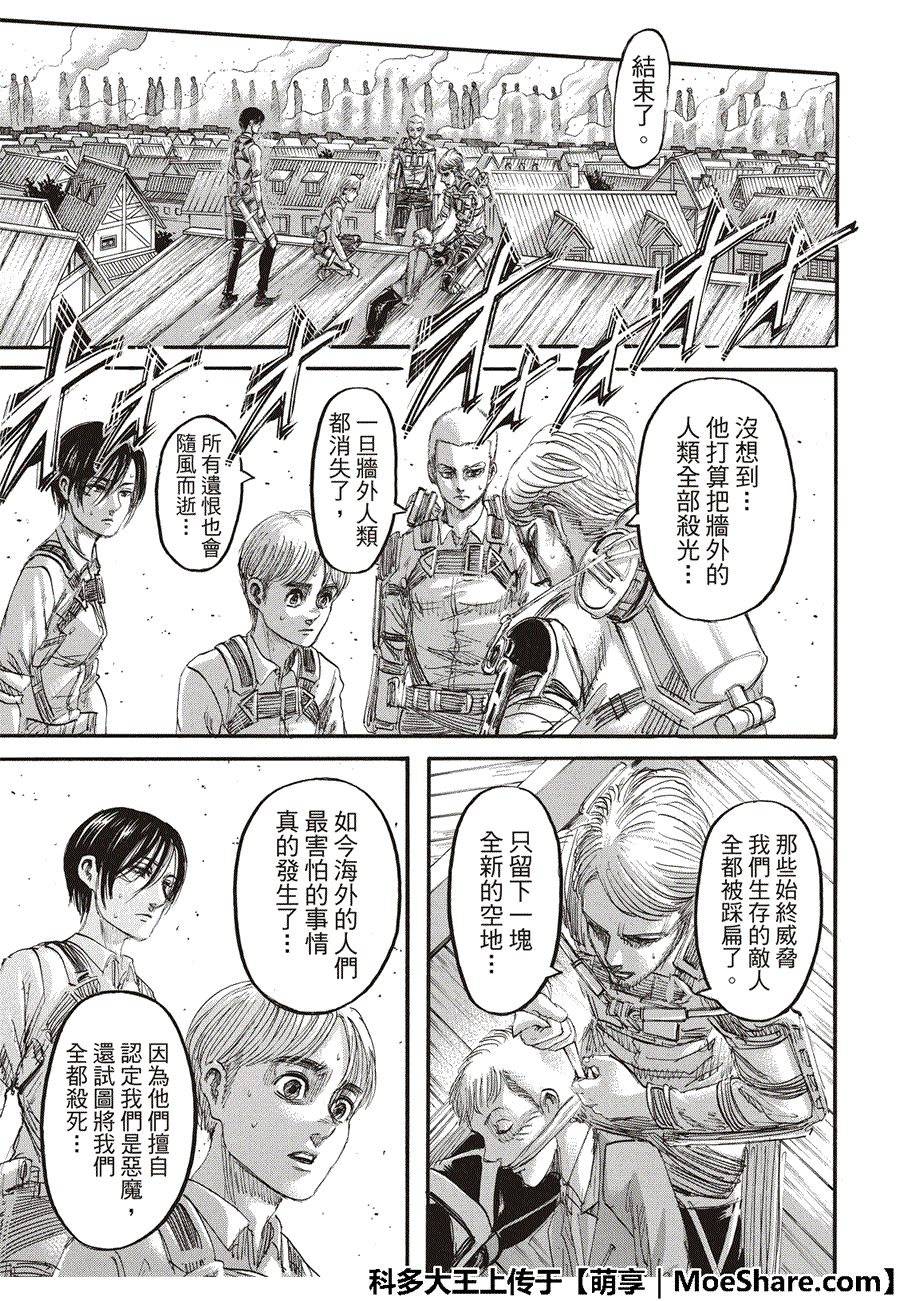 結束了。
沒想到…
他打算把牆外的
人類全部殺光…
一旦牆外人類
都消失了，
所有遺恨也會
隨風而逝…
那些始終威脅
我們生存的敵人
全都被踩扁了。
只留下一塊
全新的空地…
如今海外的人們
最害怕的事情
真的發生了…
因為他們擅自
認定我們是惡魔，
還試圖將我們
全都殺死…
科多大王上传于【萌享｜MoeShare.com】